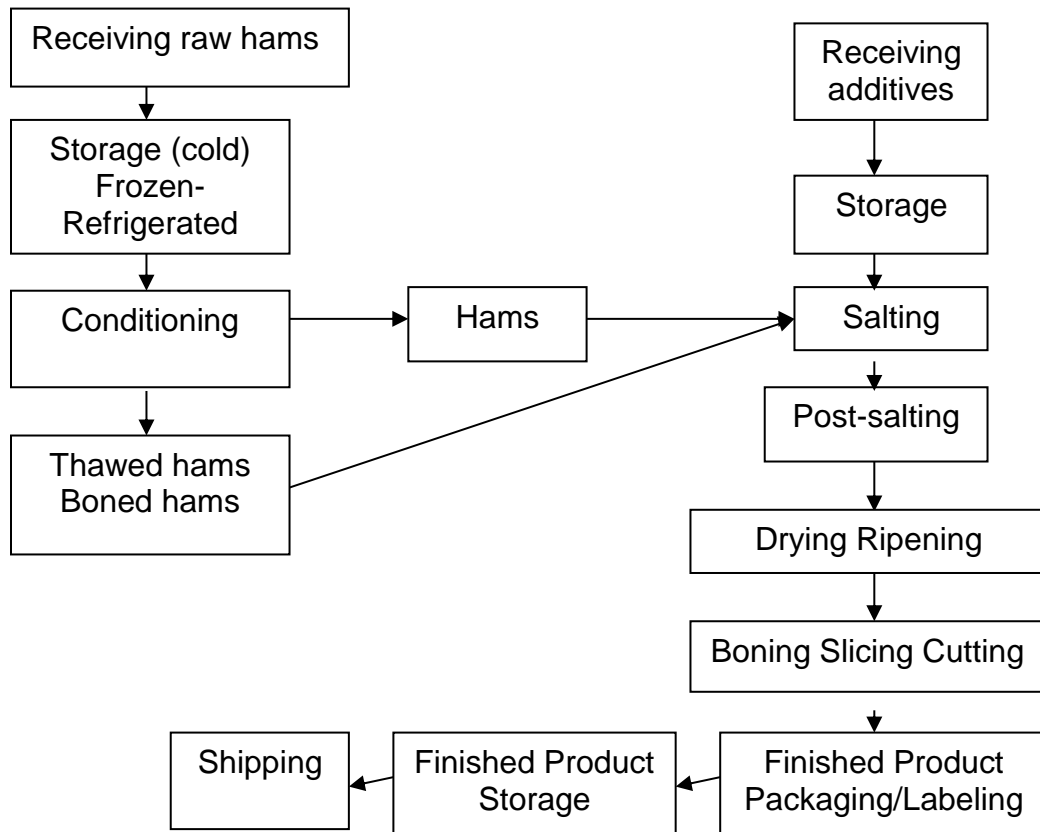 Receiving raw hams
Storage (cold)
Frozen-
Refrigerated
Conditioning
Thawed hams
Boned hams
Hams
Receiving
additives
Storage
Salting
Post-salting
Drying Ripening
Boning Slicing Cutting
Finished Product
Packaging/Labeling
Finished Product
Storage
Shipping